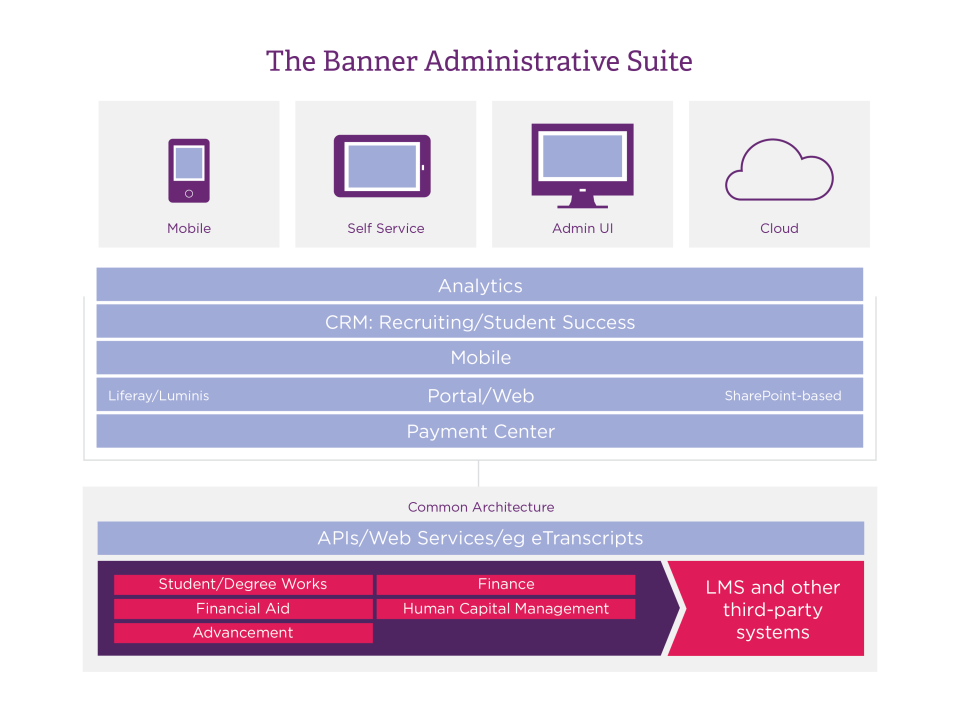 The Banner Administrative Suite
Mobile
Self Service
Admin UI
Cloud
Analytics
CRM: Recruiting/Student Success
Mobile
Liferay/Luminis
Portal/Web
SharePoint-based
Payment Center
Common Architecture
APIs/Web Services/eg eTranscripts
Student/Degree Works
Finance
Financial Aid
Human Capital Management
Advancement
LMS and other
third-party
systems